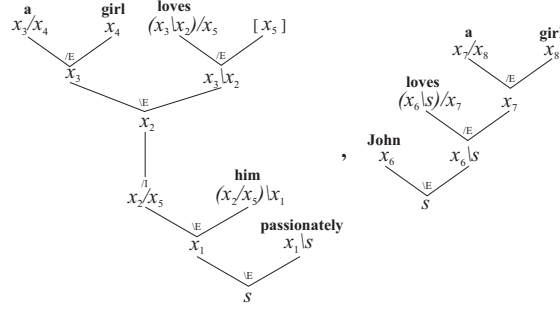 a girl loves
x₃/x₄ x₄ (x₃\x₂)/x₅ [x₅]
/E /E
x₃ x₃\x₂
\E
x₂
/I him
x₂/x₅ (x₂/x₅)\x₁
\E passionately
x₁ x₁\s
\E
s
,
a girl
x₇/x₈ x₈
loves /E
(x₆\s)/x₇ x₇
John /E
x₆ x₆\s
\E
s